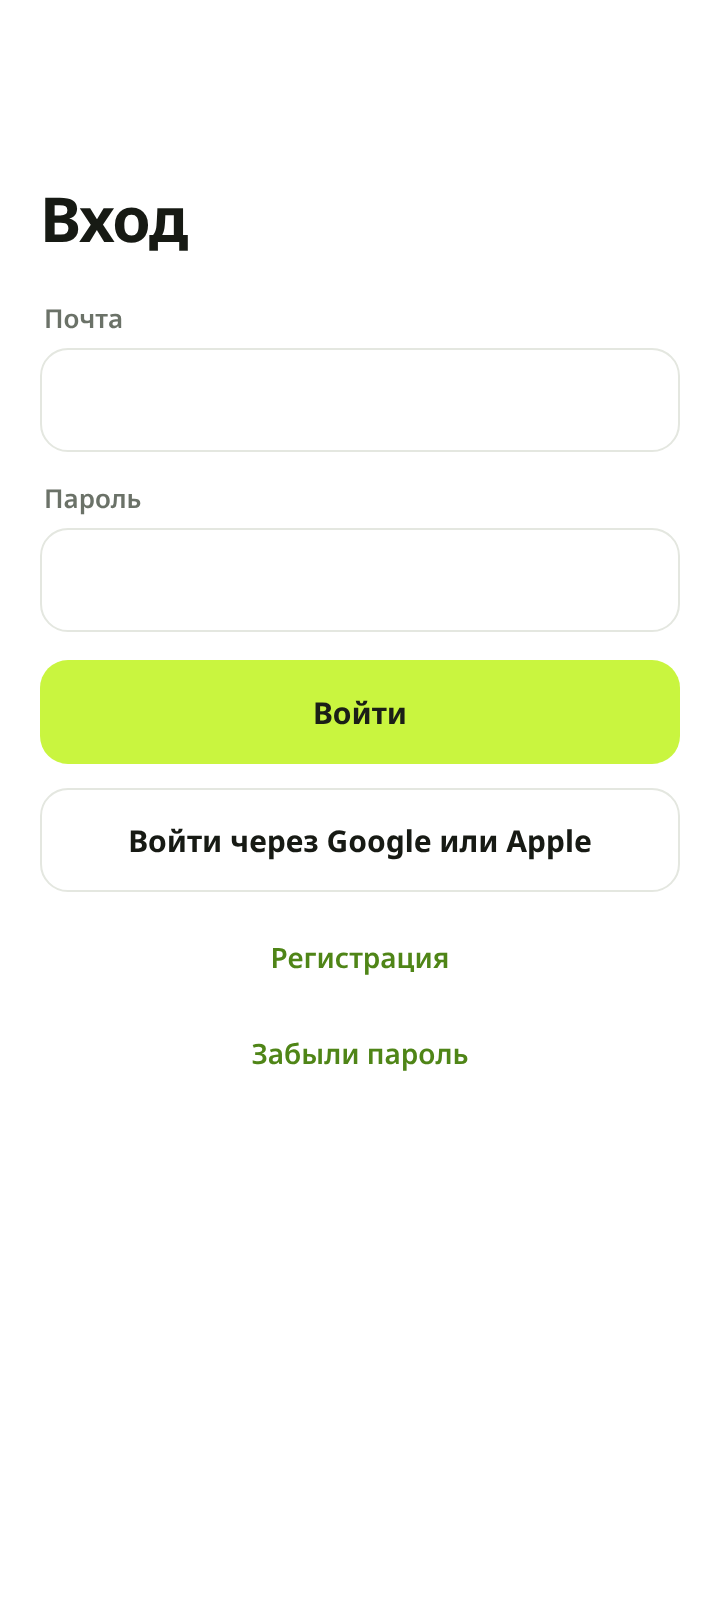 Вход
Почта
Пароль
Войти
Войти через Google или Apple
Регистрация
Забыли пароль